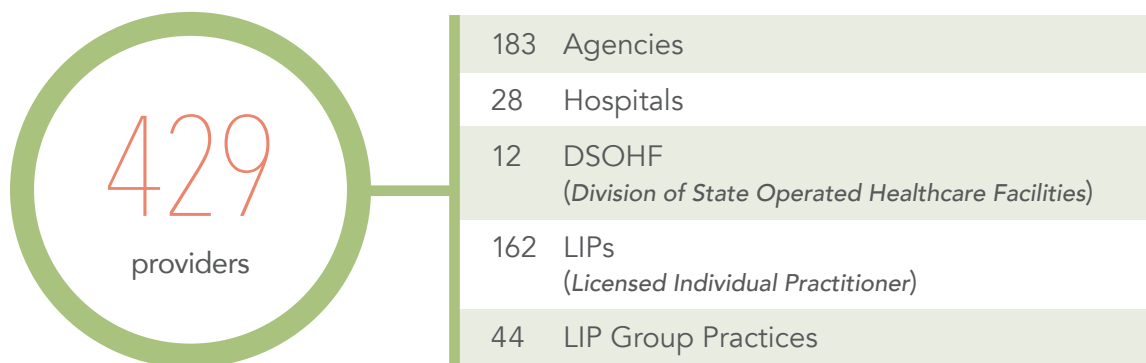 429
providers
183 Agencies
28 Hospitals
12 DSOHF
(Division of State Operated Healthcare Facilities)
162 LIPs
(Licensed Individual Practitioner)
44 LIP Group Practices